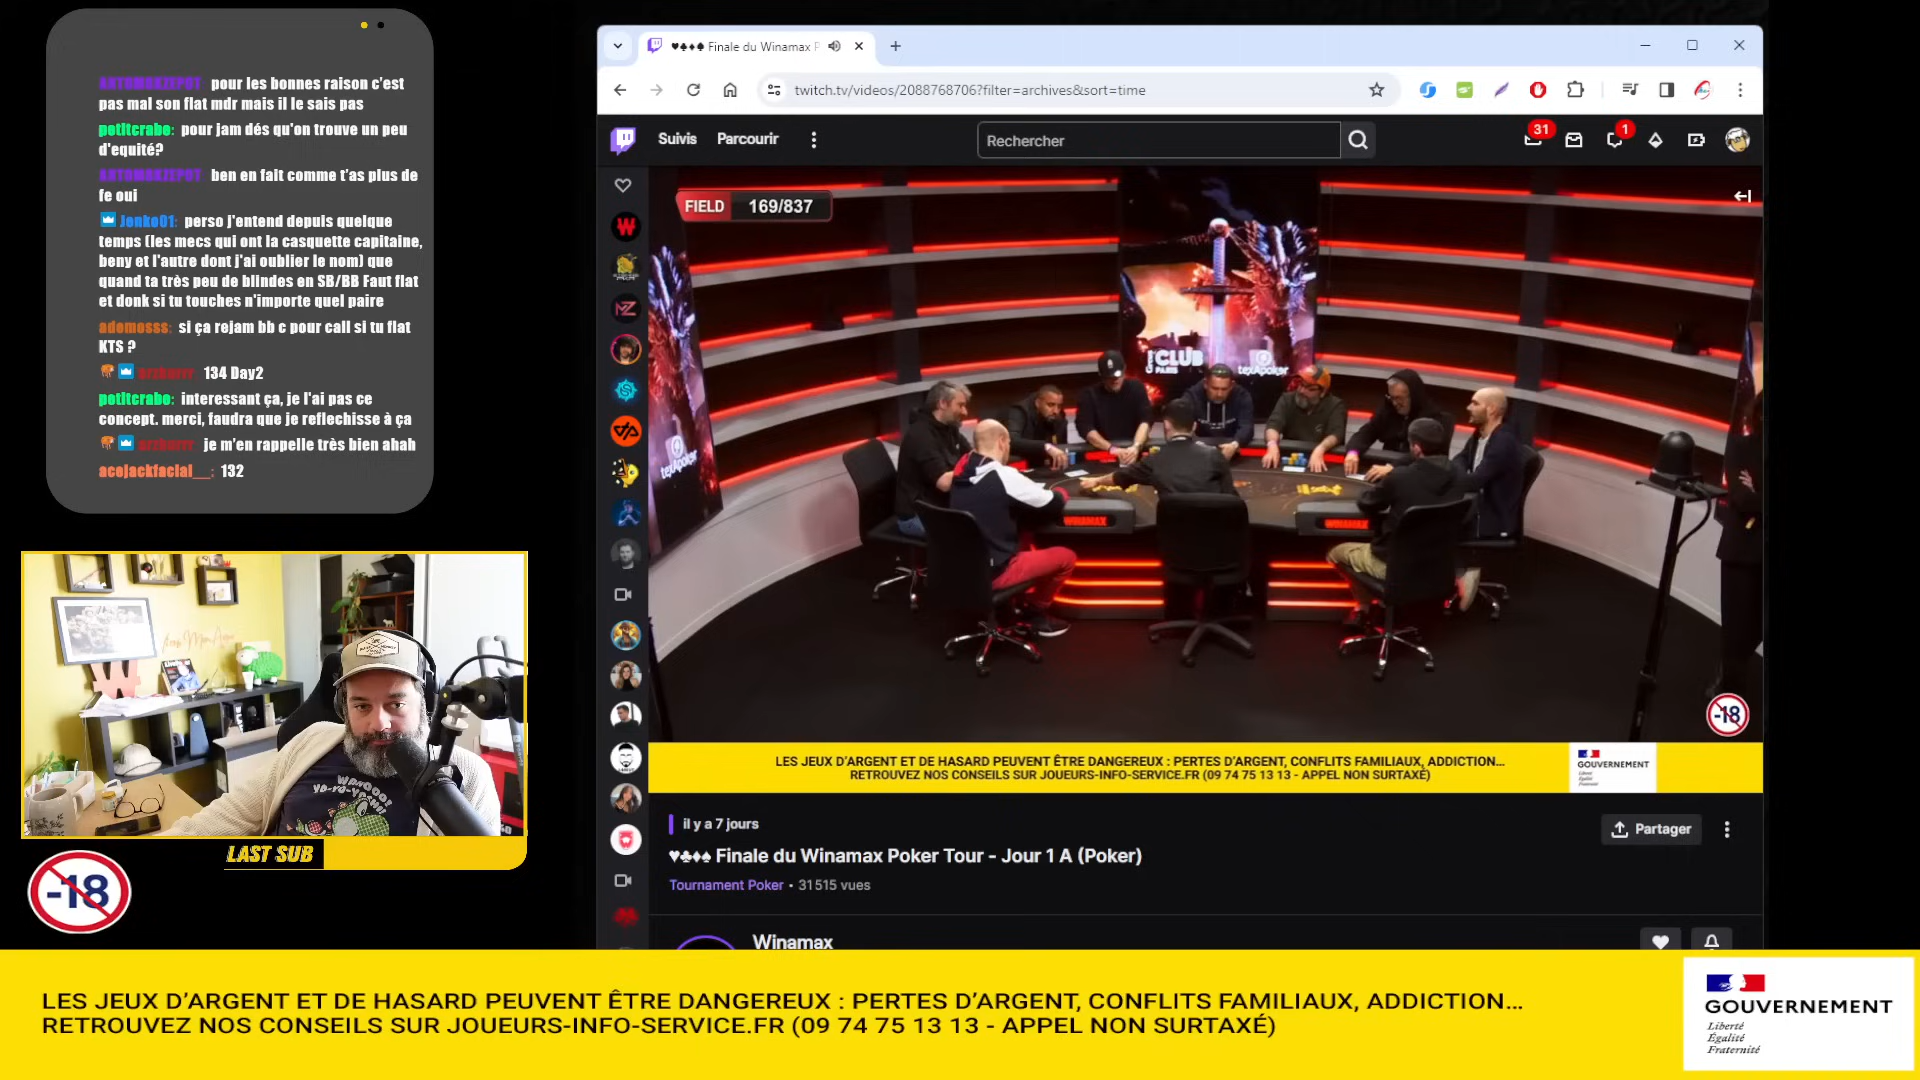 pour les bonnes raison c'est
pas mal son flat mdr mais il le sais pas
potitcrabe: pour jam dés qu'on trouve un peu
d'equité?
ben en fait comme t'as plus de
fe oui
Jenko01: perso j'entend depuis quelque
temps (les mecs qui ont la casquette capitaine,
beny et l'autre dont j'ai oublier le nom) que
quand ta très peu de blindes en SB/BB Faut flat
et donk si tu touches n'importe quel paire
adomosss: si ça rejam bb c pour call si tu flat
KTS ?
134 Day2
potitcrabe: interessant ça, je l'ai pas ce
concept. merci, faudra que je reflechisse à ça
je m'en rappelle très bien ahah
acejackfacial__: 132
LAST SUB
-18
♥♣♦♠ Finale du Winamax P
twitch.tv/videos/2088768706?filter=archives&sort=time
Suivis
Parcourir
Rechercher
31
1
FIELD 169/837
CLUB
PARIS
texapoker
texapoker
WINAMAX
WINAMAX
-18
LES JEUX D'ARGENT ET DE HASARD PEUVENT ÊTRE DANGEREUX : PERTES D'ARGENT, CONFLITS FAMILIAUX, ADDICTION...
RETROUVEZ NOS CONSEILS SUR JOUEURS-INFO-SERVICE.FR (09 74 75 13 13 - APPEL NON SURTAXÉ)
GOUVERNEMENT
il y a 7 jours
Partager
♥♣♦♠ Finale du Winamax Poker Tour - Jour 1 A (Poker)
Tournament Poker • 31 515 vues
Winamax
LES JEUX D'ARGENT ET DE HASARD PEUVENT ÊTRE DANGEREUX : PERTES D'ARGENT, CONFLITS FAMILIAUX, ADDICTION...
RETROUVEZ NOS CONSEILS SUR JOUEURS-INFO-SERVICE.FR (09 74 75 13 13 - APPEL NON SURTAXÉ)
GOUVERNEMENT
Liberté
Égalité
Fraternité